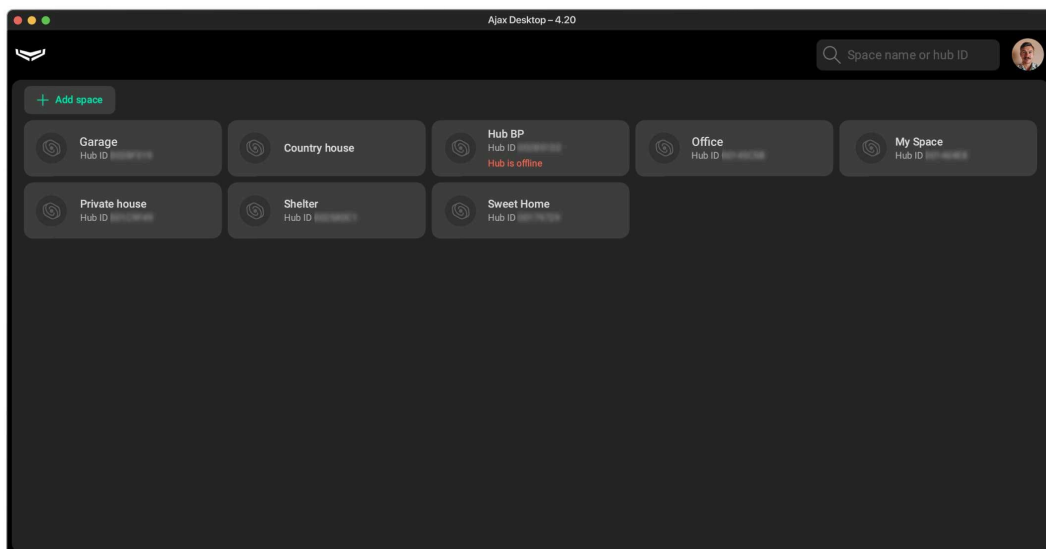 Ajax Desktop – 4.20
Space name or hub ID
Add space
Garage
Hub ID
Country house
Hub BP
Hub ID
Hub is offline
Office
Hub ID
My Space
Hub ID
Private house
Hub ID
Shelter
Hub ID
Sweet Home
Hub ID